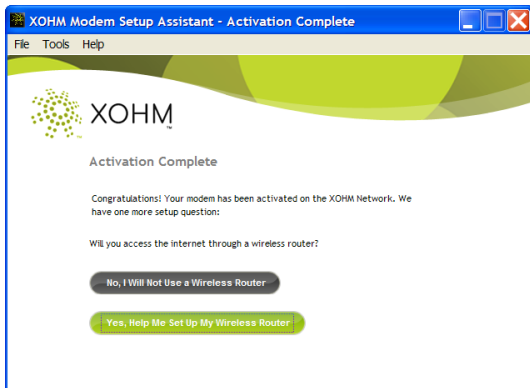 XOHM Modem Setup Assistant - Activation Complete
File Tools Help
XOHM
Activation Complete
Congratulations! Your modem has been activated on the XOHM Network. We
have one more setup question:
Will you access the internet through a wireless router?
No, I Will Not Use a Wireless Router
Yes, Help Me Set Up My Wireless Router